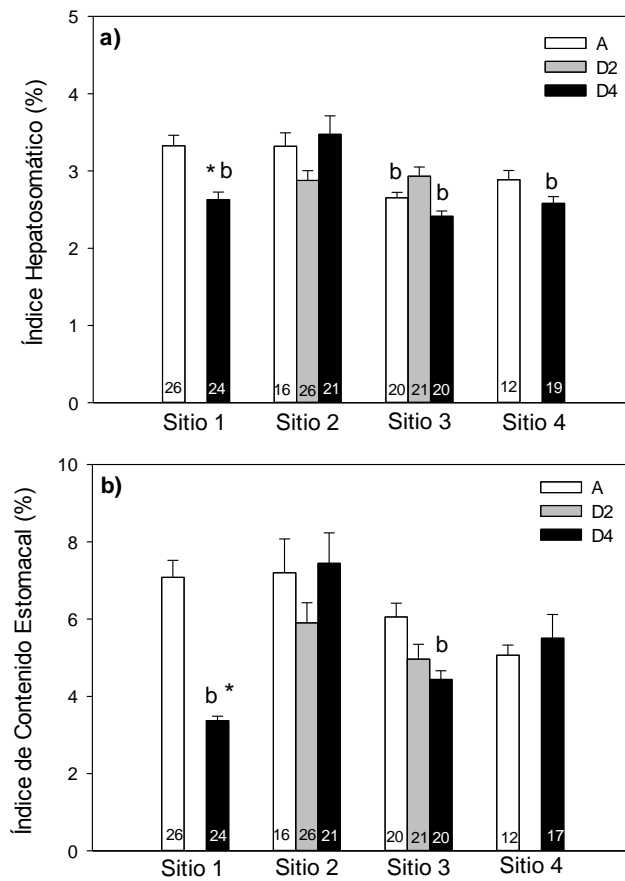 a)
Índice Hepatosomático (%)
5
4
3
2
1
0
A
D2
D4
* b
b
b
b
26
24
16
26
21
20
21
20
12
19
Sitio 1
Sitio 2
Sitio 3
Sitio 4
b)
Índice de Contenido Estomacal (%)
10
8
6
4
2
0
A
D2
D4
b *
b
26
24
16
26
21
20
21
20
12
17
Sitio 1
Sitio 2
Sitio 3
Sitio 4